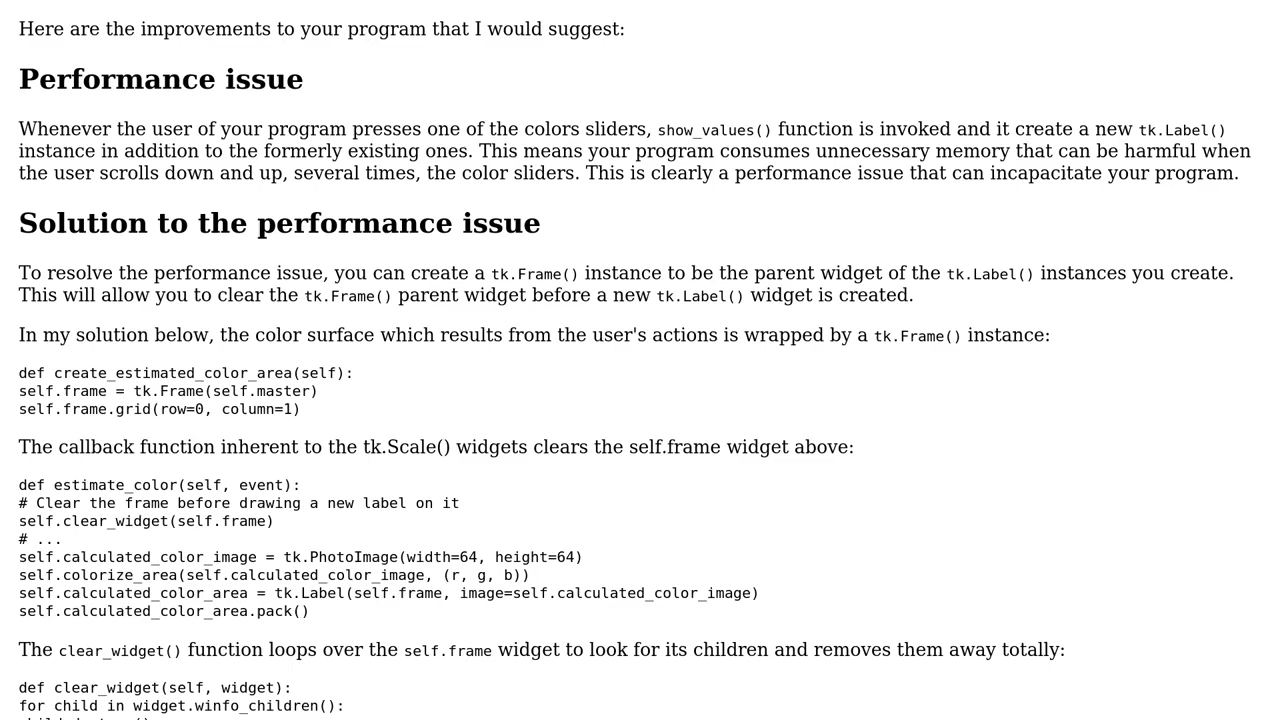 Here are the improvements to your program that I would suggest:
Performance issue
Whenever the user of your program presses one of the colors sliders, show_values() function is invoked and it create a new tk.Label()
instance in addition to the formerly existing ones. This means your program consumes unnecessary memory that can be harmful when
the user scrolls down and up, several times, the color sliders. This is clearly a performance issue that can incapacitate your program.
Solution to the performance issue
To resolve the performance issue, you can create a tk.Frame() instance to be the parent widget of the tk.Label() instances you create.
This will allow you to clear the tk.Frame() parent widget before a new tk.Label() widget is created.
In my solution below, the color surface which results from the user's actions is wrapped by a tk.Frame() instance:
def create_estimated_color_area(self):
self.frame = tk.Frame(self.master)
self.frame.grid(row=0, column=1)
The callback function inherent to the tk.Scale() widgets clears the self.frame widget above:
def estimate_color(self, event):
# Clear the frame before drawing a new label on it
self.clear_widget(self.frame)
# ...
self.calculated_color_image = tk.PhotoImage(width=64, height=64)
self.colorize_area(self.calculated_color_image, (r, g, b))
self.calculated_color_area = tk.Label(self.frame, image=self.calculated_color_image)
self.calculated_color_area.pack()
The clear_widget() function loops over the self.frame widget to look for its children and removes them away totally:
def clear_widget(self, widget):
for child in widget.winfo_children():